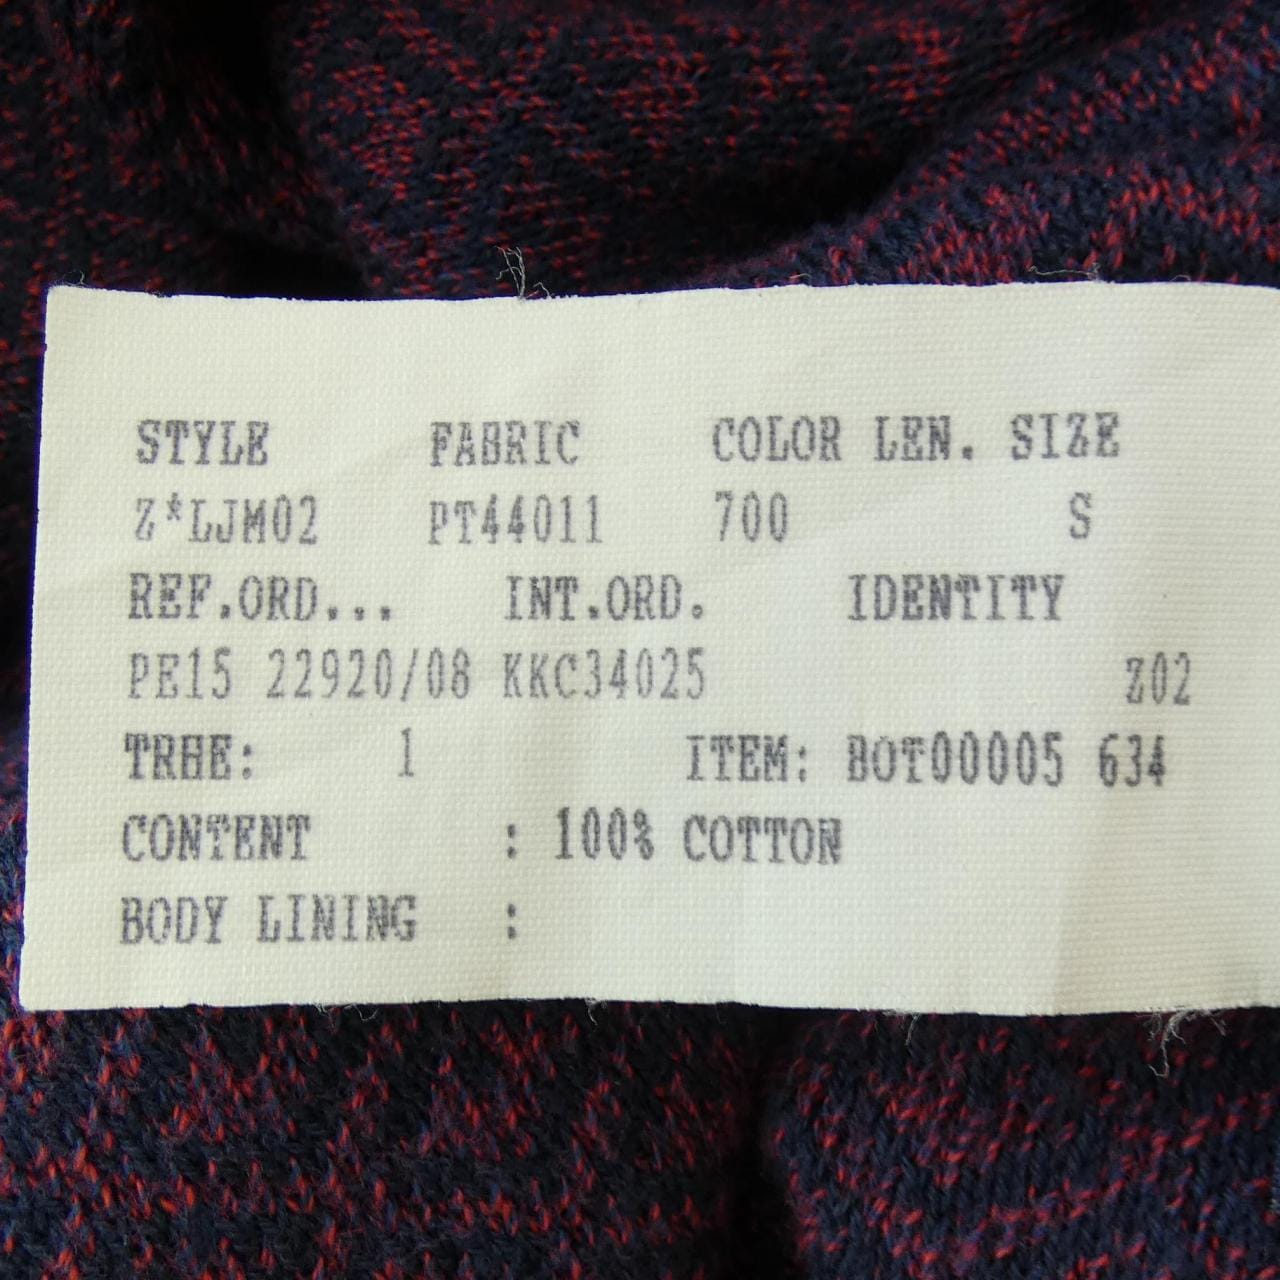 STYLE FABRIC COLOR LEN. SIZE
Z*LJM02 PT44011 700 S
REF.ORD... INT.ORD. IDENTITY
PE15 22920/08 KKC34025 Z02
TRHE: 1 ITEM: BOT00005 634
CONTENT : 100% COTTON
BODY LINING :